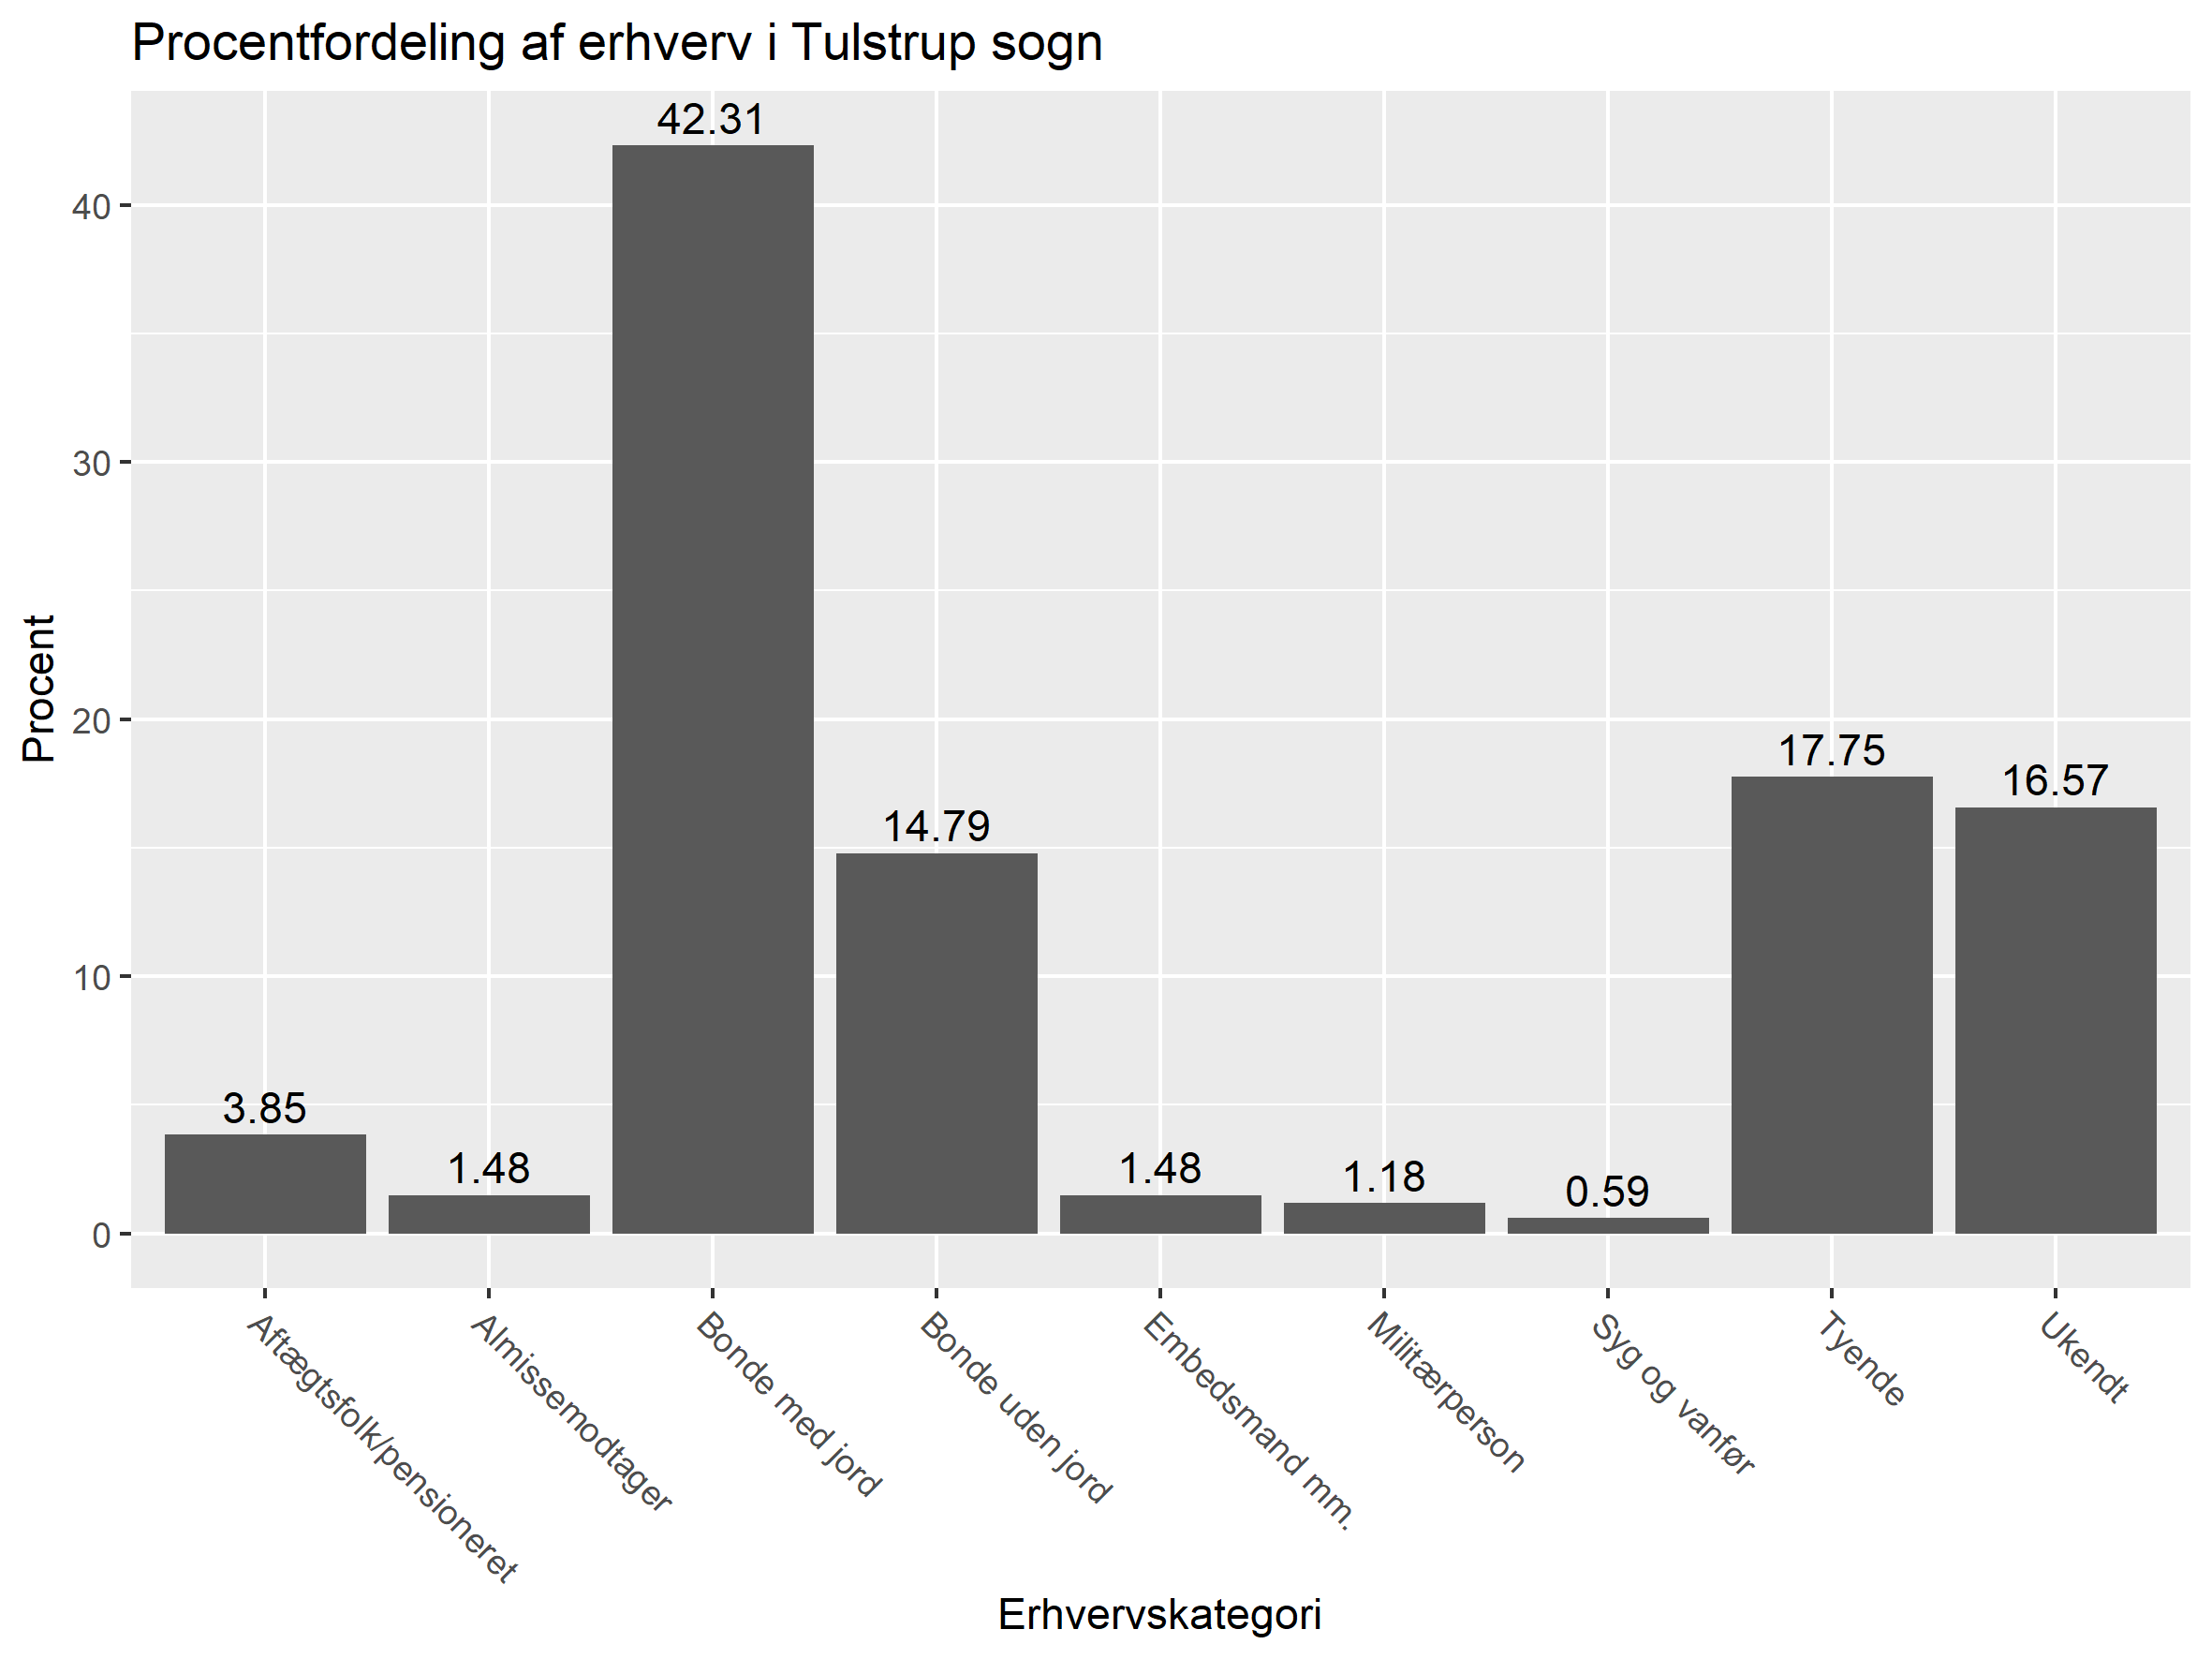 Procentfordeling af erhverv i Tulstrup sogn
Procent
40
30
20
10
0
3.85
1.48
42.31
14.79
1.48
1.18
0.59
17.75
16.57
Aftægtsfolk/pensioneret
Almissemodtager
Bonde med jord
Bonde uden jord
Embedsmand mm.
Militærperson
Syg og vanfør
Tyende
Ukendt
Erhvervskategori